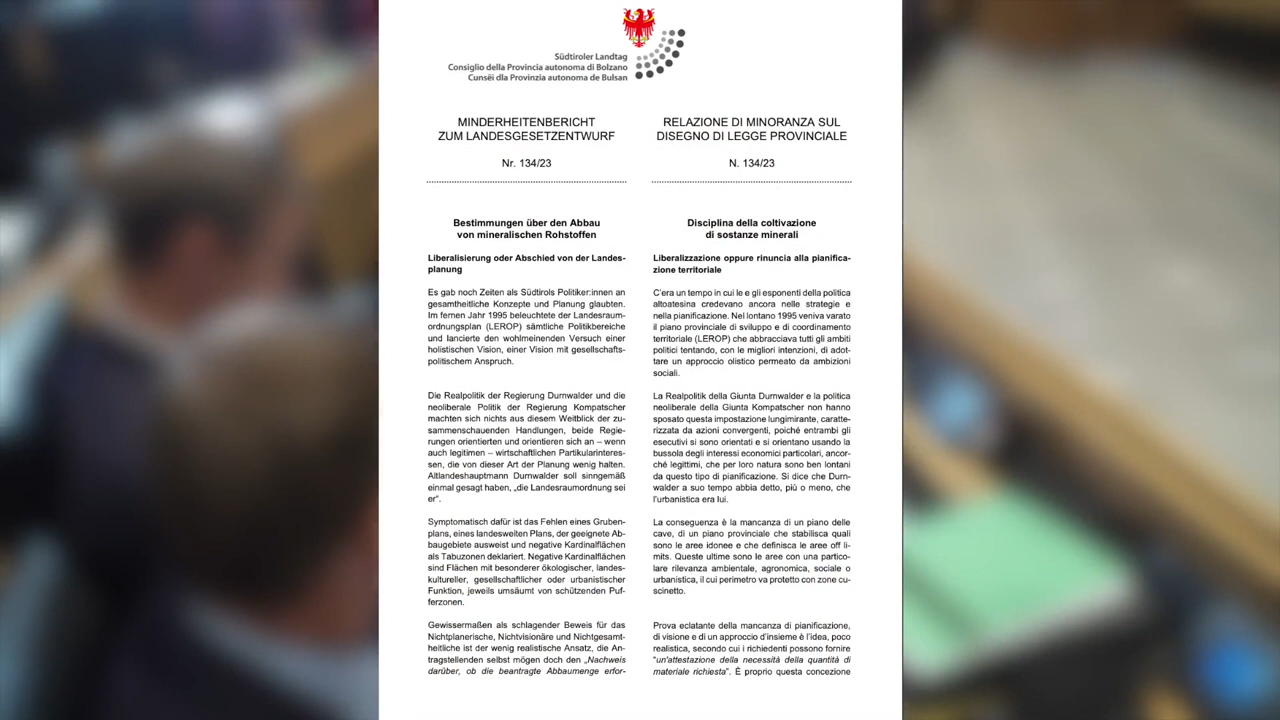 Südtiroler Landtag
Consiglio della Provincia autonoma di Bolzano
Cunsëi dla Provinzia autonoma de Bulsan
MINDERHEITENBERICHT
ZUM LANDESGESETZENTWURF
Nr. 134/23
Bestimmungen über den Abbau
von mineralischen Rohstoffen
Liberalisierung oder Abschied von der Landes-
planung
Es gab noch Zeiten als Südtirols Politiker:innen an
gesamtheitliche Konzepte und Planung glaubten.
Im fernen Jahr 1995 beleuchtete der Landesraum-
ordnungsplan (LEROP) sämtliche Politikbereiche
und lancierte den wohlmeinenden Versuch einer
holistischen Vision, einer Vision mit gesellschafts-
politischem Anspruch.
Die Realpolitik der Regierung Durnwalder und die
neoliberale Politik der Regierung Kompatscher
machten sich nichts aus diesem Weitblick der zu-
sammenschauenden Handlungen, beide Regie-
rungen orientierten und orientieren sich an – wenn
auch legitimen – wirtschaftlichen Partikularinteres-
sen, die von dieser Art der Planung wenig halten.
Altlandeshauptmann Durnwalder soll sinngemäß
einmal gesagt haben, „die Landesraumordnung sei
er“.
Symptomatisch dafür ist das Fehlen eines Gruben-
plans, eines landesweiten Plans, der geeignete Ab-
baugebiete ausweist und negative Kardinalflächen
als Tabuzonen deklariert. Negative Kardinalflächen
sind Flächen mit besonderer ökologischer, landes-
kultureller, gesellschaftlicher oder urbanistischer
Funktion, jeweils umsäumt von schützenden Puf-
ferzonen.
Gewissermaßen als schlagender Beweis für das
Nichtplanerische, Nichtvisionäre und Nichtgesamt-
heitliche ist der wenig realistische Ansatz, die An-
tragstellenden selbst mögen doch den „Nachweis
darüber, ob die beantragte Abbaumenge erfor-
RELAZIONE DI MINORANZA SUL
DISEGNO DI LEGGE PROVINCIALE
N. 134/23
Disciplina della coltivazione
di sostanze minerali
Liberalizzazione oppure rinuncia alla pianifica-
zione territoriale
C’era un tempo in cui le e gli esponenti della politica
altoatesina credevano ancora nelle strategie e
nella pianificazione. Nel lontano 1995 veniva varato
il piano provinciale di sviluppo e di coordinamento
territoriale (LEROP) che abbracciava tutti gli ambiti
politici tentando, con le migliori intenzioni, di adot-
tare un approccio olistico permeato da ambizioni
sociali.
La Realpolitik della Giunta Durnwalder e la politica
neoliberale della Giunta Kompatscher non hanno
sposato questa impostazione lungimirante, caratte-
rizzata da azioni convergenti, poiché entrambi gli
esecutivi si sono orientati e si orientano usando la
bussola degli interessi economici particolari, ancor-
ché legittimi, che per loro natura sono ben lontani
da questo tipo di pianificazione. Si dice che Durn-
walder a suo tempo abbia detto, più o meno, che
l’urbanistica era lui.
La conseguenza è la mancanza di un piano delle
cave, di un piano provinciale che stabilisca quali
sono le aree idonee e che definisca le aree off li-
mits. Queste ultime sono le aree con una partico-
lare rilevanza ambientale, agronomica, sociale o
urbanistica, il cui perimetro va protetto con zone cu-
scinetto.
Prova eclatante della mancanza di pianificazione,
di visione e di un approccio d’insieme è l’idea, poco
realistica, secondo cui i richiedenti possono fornire
“un'attestazione della necessità della quantità di
materiale richiesta”. È proprio questa concezione